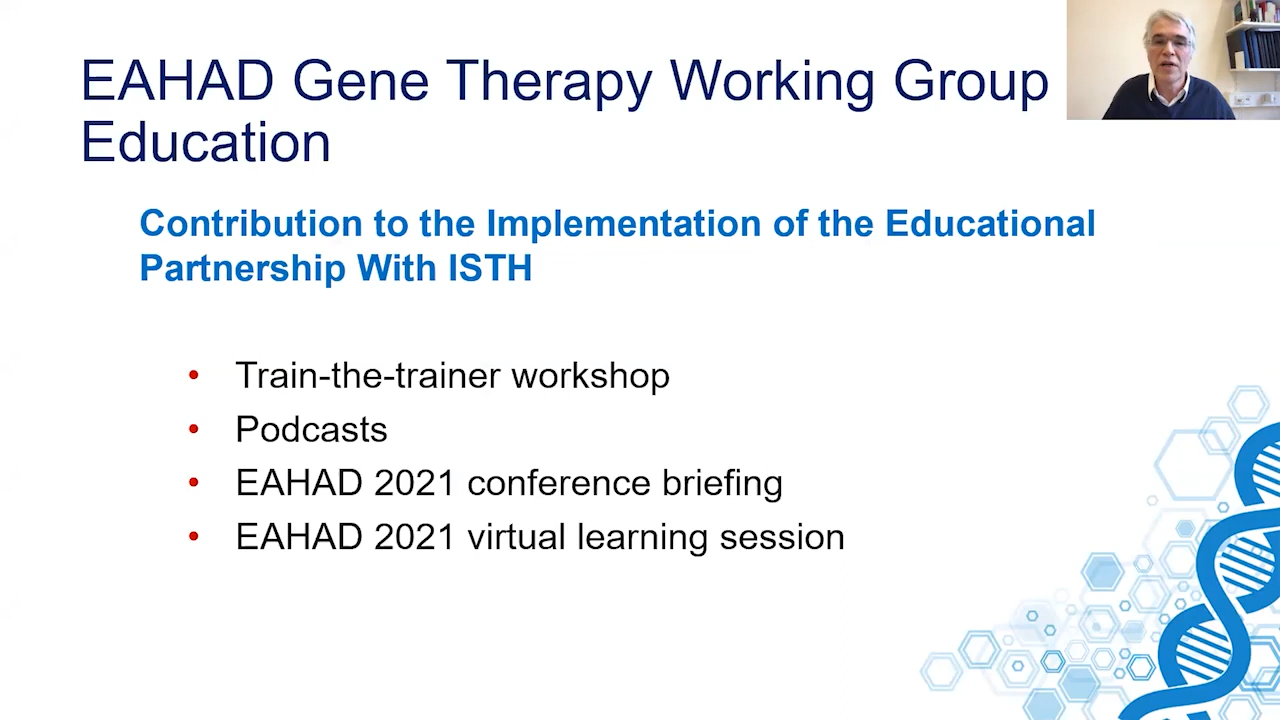 EAHAD Gene Therapy Working Group
Education
Contribution to the Implementation of the Educational
Partnership With ISTH
• Train-the-trainer workshop
• Podcasts
• EAHAD 2021 conference briefing
• EAHAD 2021 virtual learning session